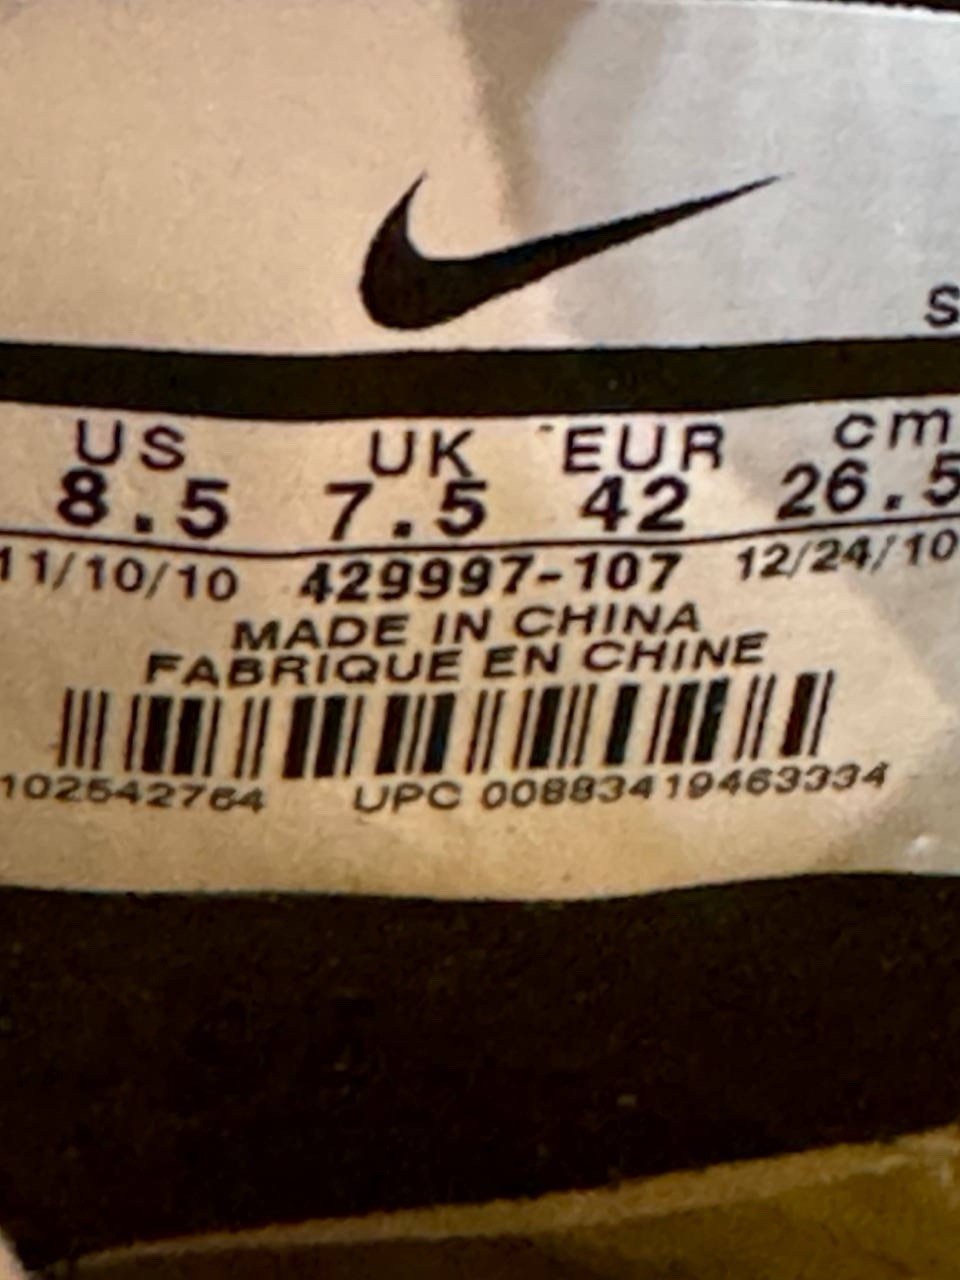 S
US UK EUR cm
8.5 7.5 42 26.5
11/10/10 429997-107 12/24/10
MADE IN CHINA
FABRIQUE EN CHINE
102542764 UPC 00883419463334